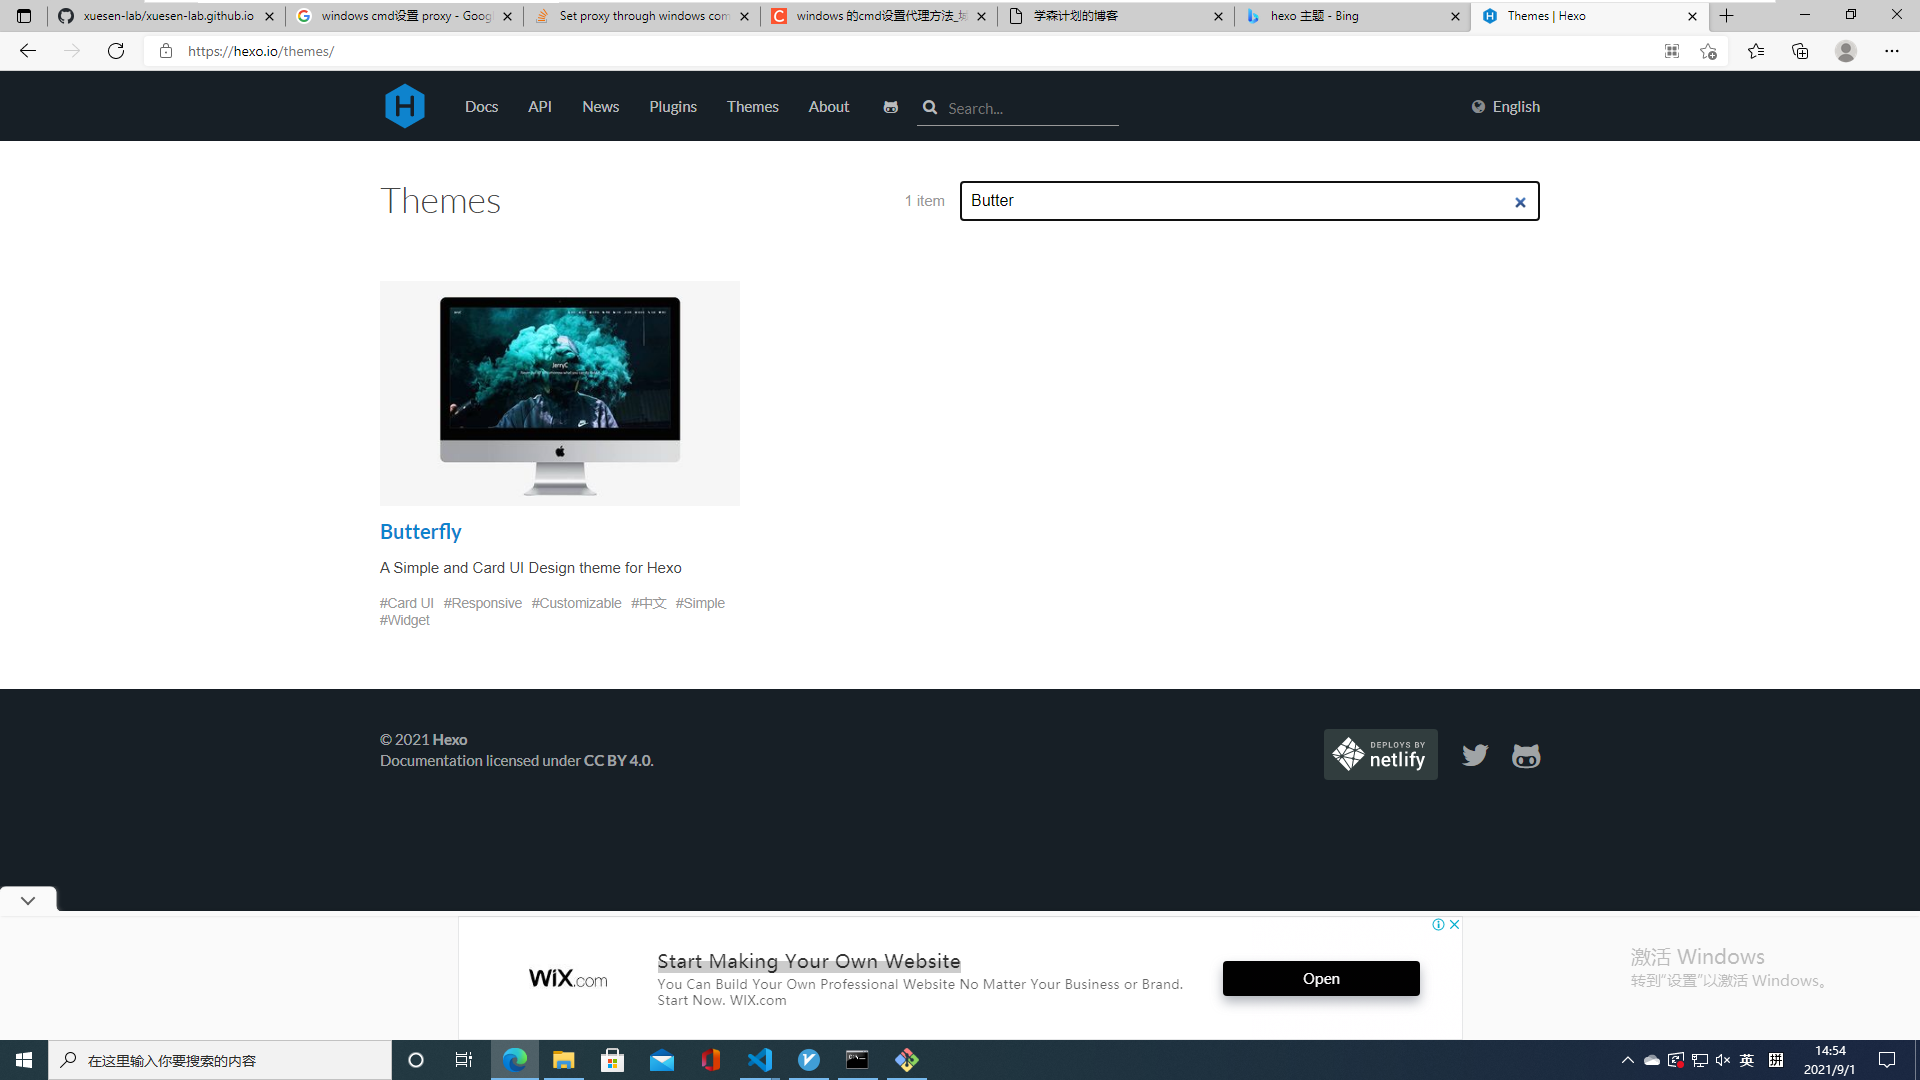 xuesen-lab/xuesen-lab.github.io
windows cmd设置 proxy - Goog
Set proxy through windows com
windows 的cmd设置代理方法_域
学森计划的博客
hexo 主题 - Bing
Themes | Hexo
https://hexo.io/themes/
Docs
API
News
Plugins
Themes
About
Search...
English
Themes
1 item
Butter
JerryC
Butterfly
A Simple and Card UI Design theme for Hexo
#Card UI #Responsive #Customizable #中文 #Simple
#Widget
© 2021 Hexo
Documentation licensed under CC BY 4.0.
DEPLOYS BY
netlify
WiX.com
Start Making Your Own Website
You Can Build Your Own Professional Website No Matter Your Business or Brand.
Start Now. WIX.com
Open
激活 Windows
转到“设置”以激活 Windows。
在这里输入你要搜索的内容
英
拼
14:54
2021/9/1